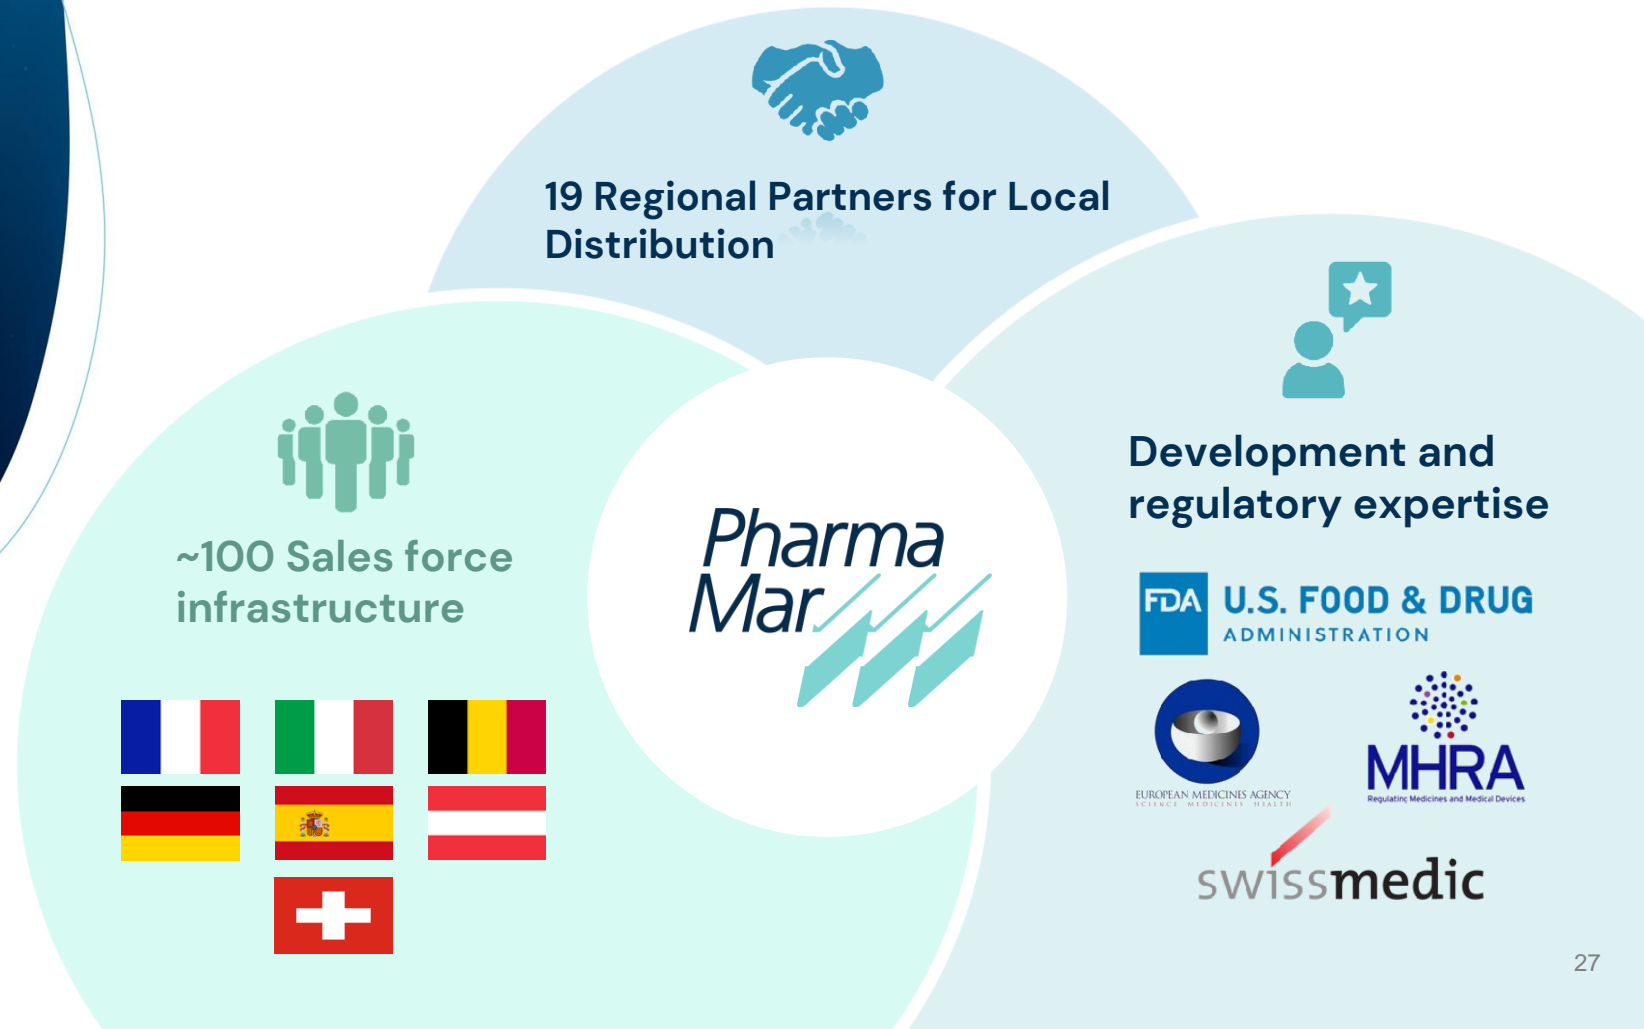 19 Regional Partners for Local
Distribution
~100 Sales force
infrastructure
Pharma
Mar
Development and
regulatory expertise
FDA U.S. FOOD & DRUG
ADMINISTRATION
EUROPEAN MEDICINES AGENCY
SCIENCE MEDICINES HEALTH
MHRA
Regulating Medicines and Medical Devices
swissmedic
27